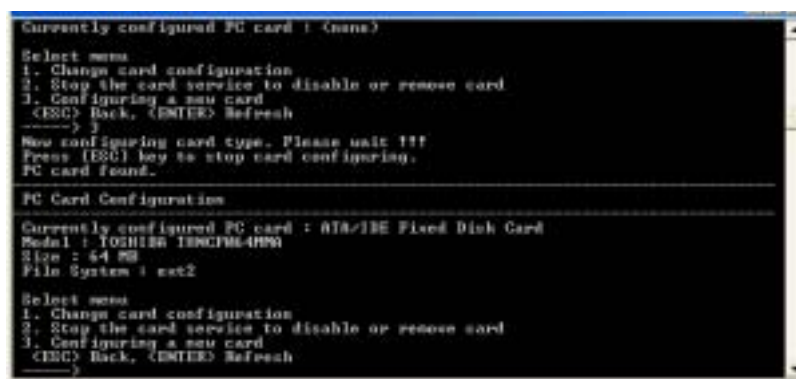 Currently configured PC card : (none)
Select menu
1. Change card configuration
2. Stop the card service to disable or remove card
3. Configuring a new card
<ESC> Back, <ENTER> Refresh
-----> 3
Now configuring card type. Please wait !!!
Press [ESC] key to stop card configuring.
PC card found.
PC Card Configuration
Currently configured PC card : ATA/IDE Fixed Disk Card
Model : TOSHIBA
Size : 64 MB
File System : ext2
Select menu
1. Change card configuration
2. Stop the card service to disable or remove card
3. Configuring a new card
<ESC> Back, <ENTER> Refresh
----->